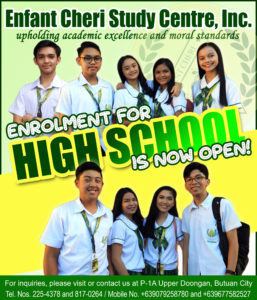 Enfant Cheri Study Centre, Inc.
upholding academic excellence and moral standards
ENROLMENT FOR
HIGH SCHOOL
IS NOW OPEN!
For inquiries, please visit or contact us at P-1A Upper Doongan, Butuan City
Tel. Nos. 225-4378 and 817-0264 / Mobile No. +639079258780 and +639677582527